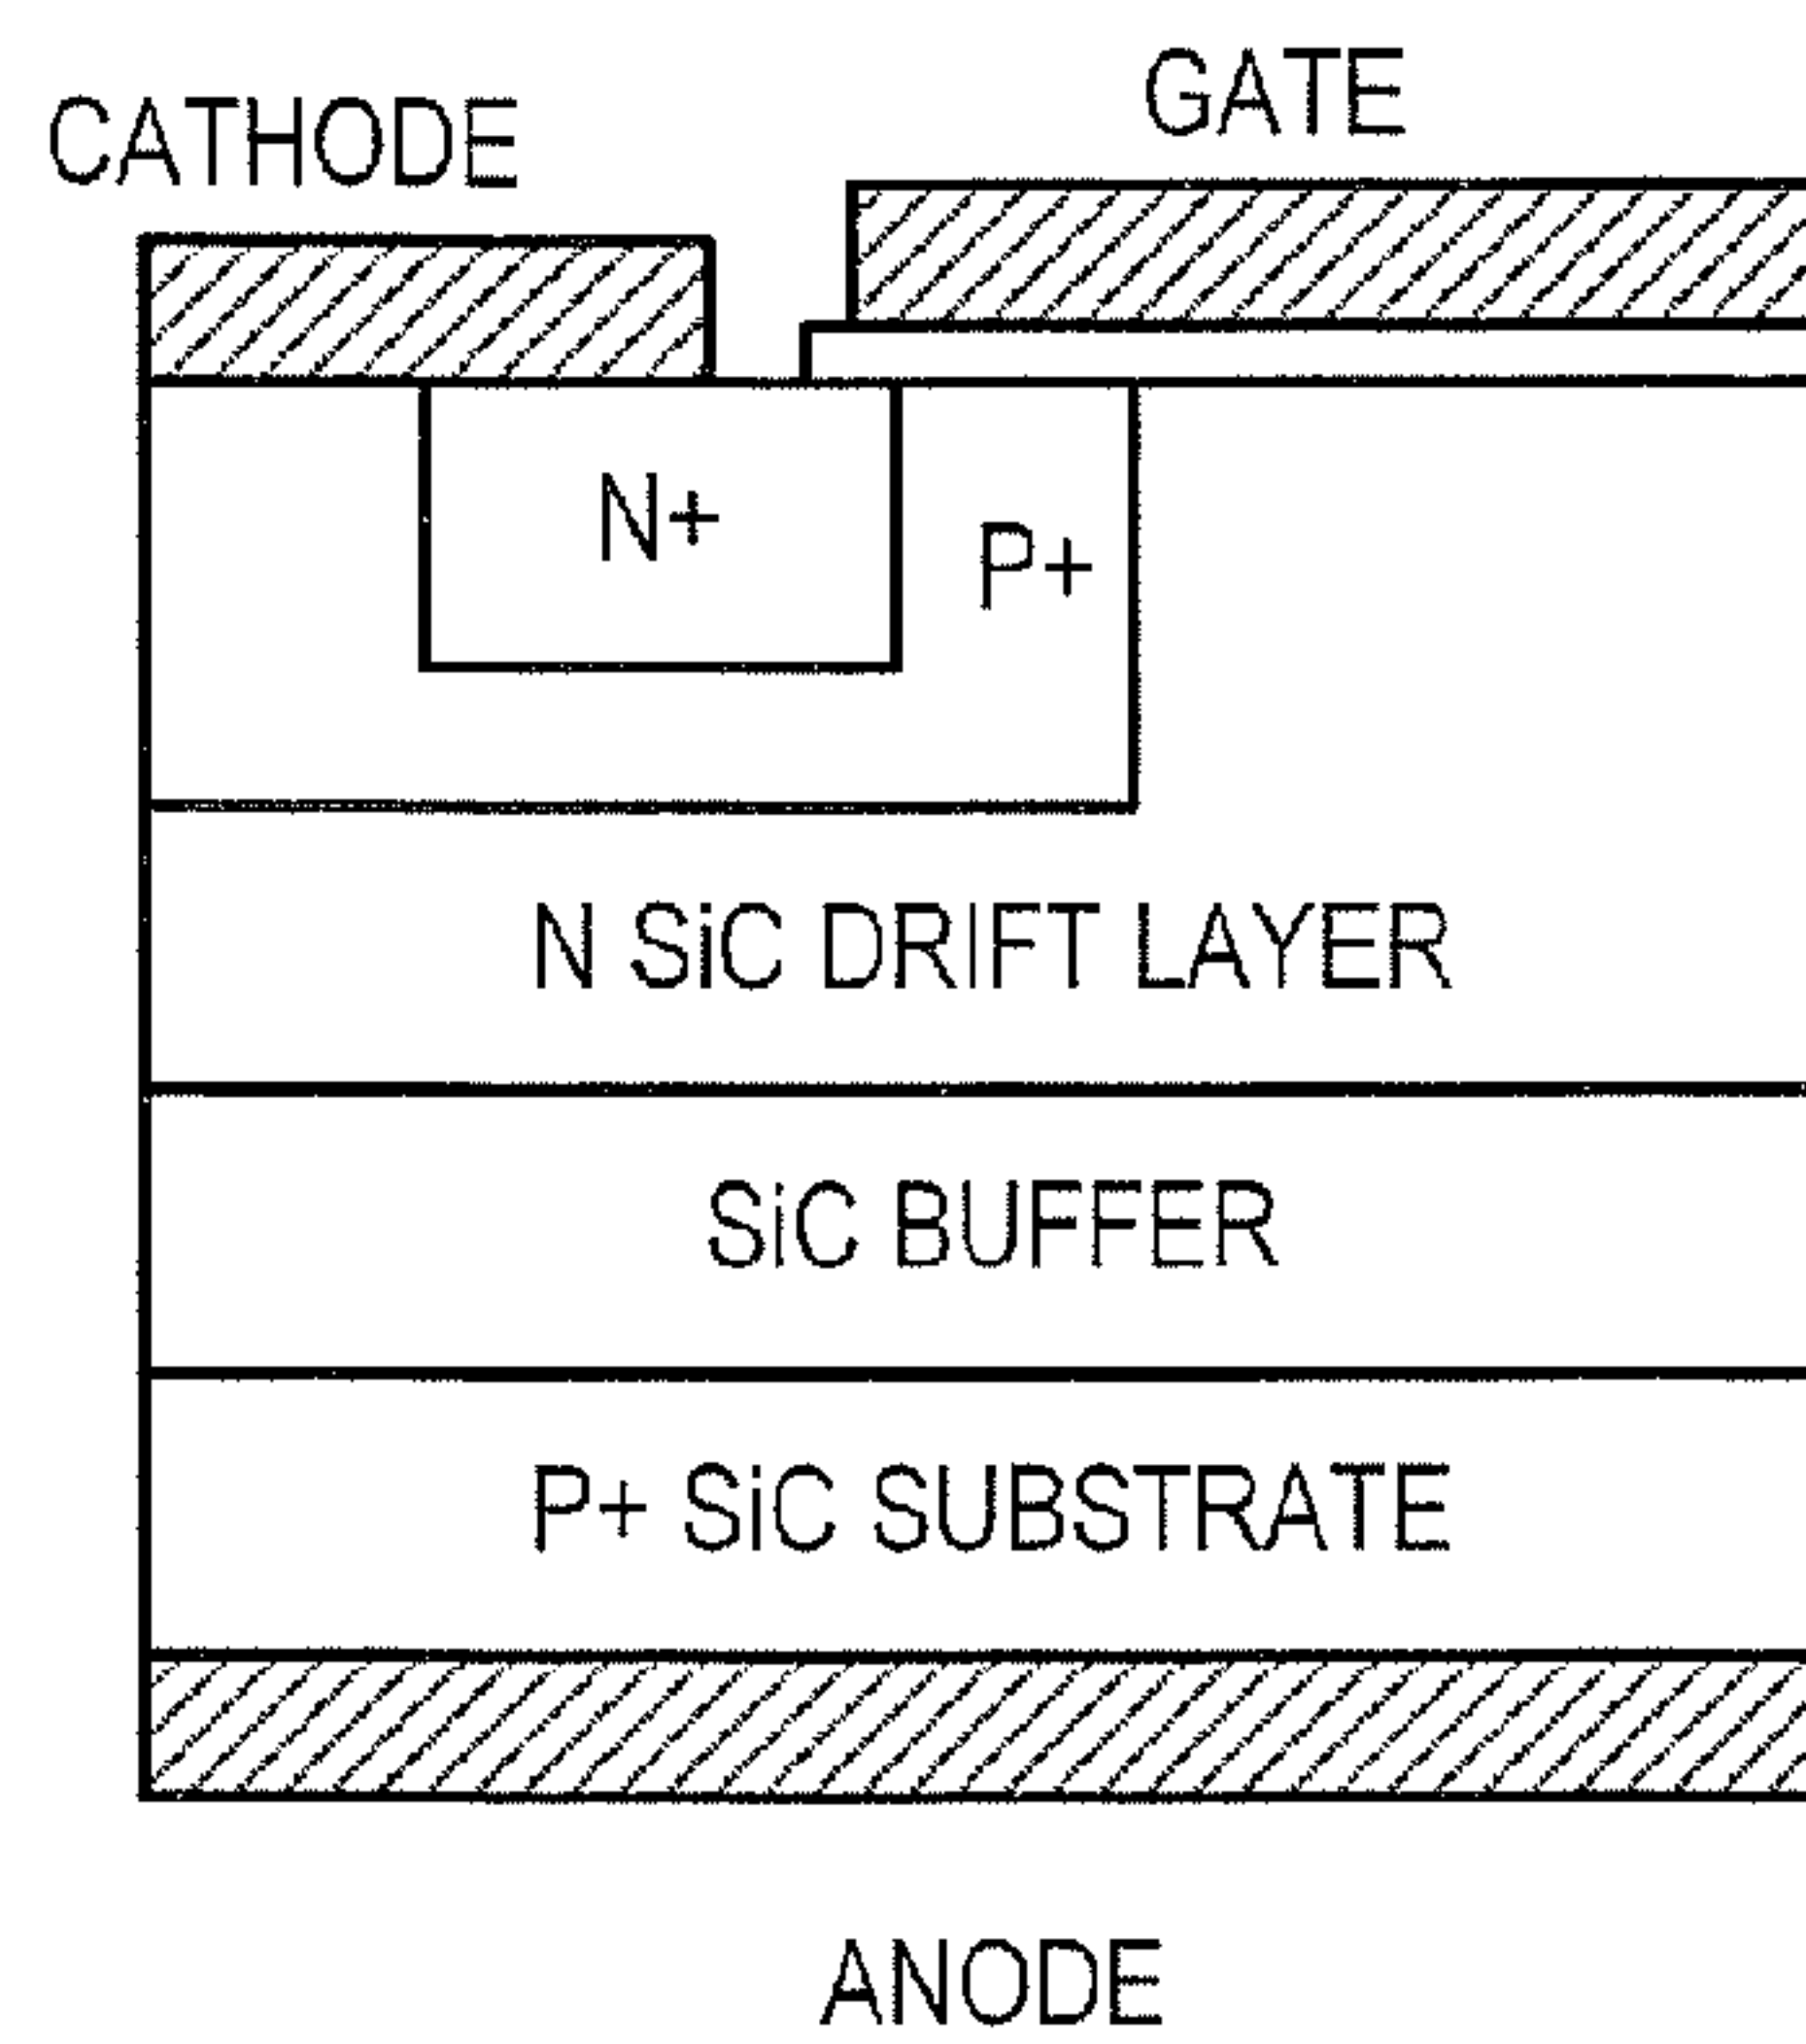 CATHODE
GATE
N+
P+
N SiC DRIFT LAYER
SiC BUFFER
P+ SiC SUBSTRATE
ANODE